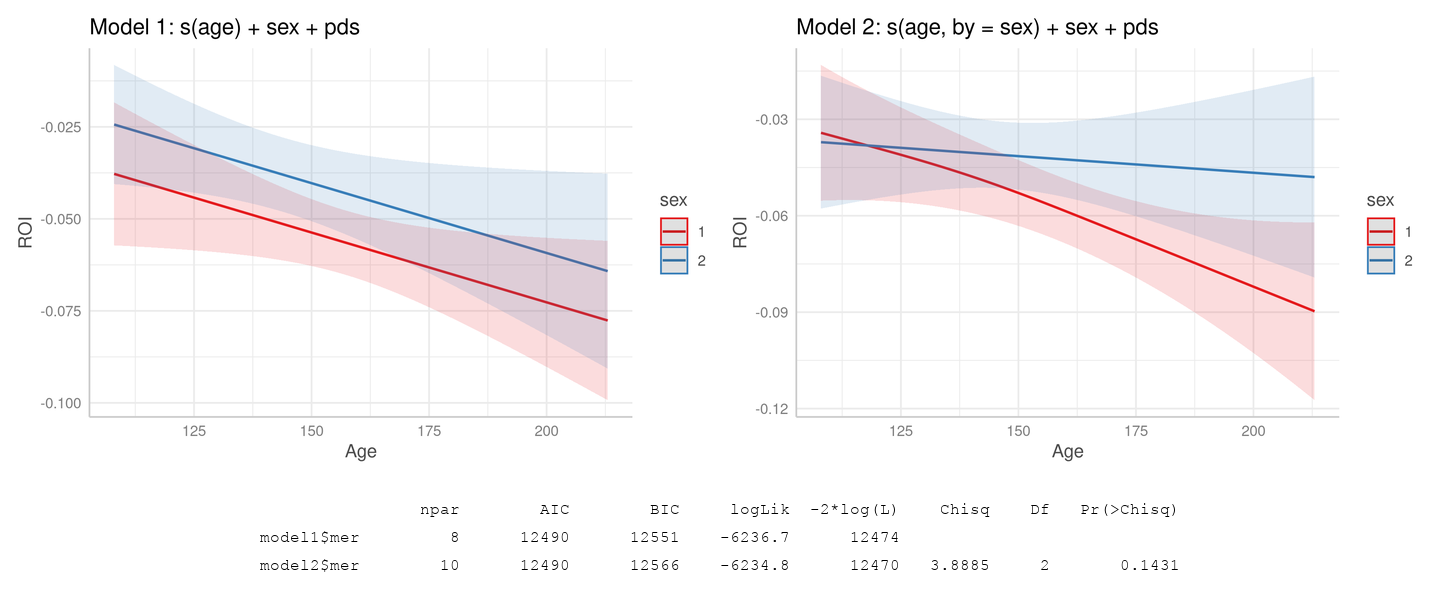 Model 1: s(age) + sex + pds
-0.025
-0.050
-0.075
-0.100
ROI
125 150 175 200
Age
sex
1
2
Model 2: s(age, by = sex) + sex + pds
-0.03
-0.06
-0.09
-0.12
ROI
125 150 175 200
Age
sex
1
2
npar AIC BIC logLik -2*log(L) Chisq Df Pr(>Chisq)
model1$mer 8 12490 12551 -6236.7 12474
model2$mer 10 12490 12566 -6234.8 12470 3.8885 2 0.1431